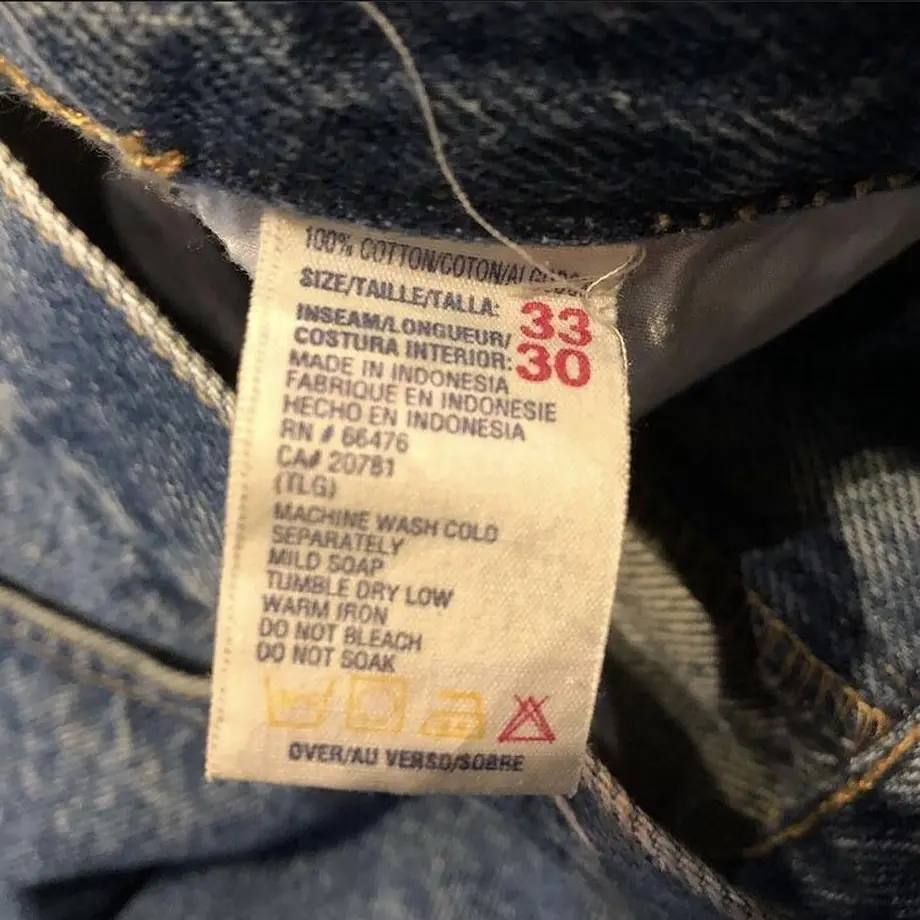 100% COTTON/COTON/
SIZE/TAILLE/TALLA: 33
INSEAM/LONGUEUR/
COSTURA INTERIOR: 30
MADE IN INDONESIA
FABRIQUE EN INDONESIE
HECHO EN INDONESIA
RN # 66476
CA# 20781
(TLG)
MACHINE WASH COLD
SEPARATELY
MILD SOAP
TUMBLE DRY LOW
WARM IRON
DO NOT BLEACH
DO NOT SOAK
OVER/AU VERSO/SOBRE